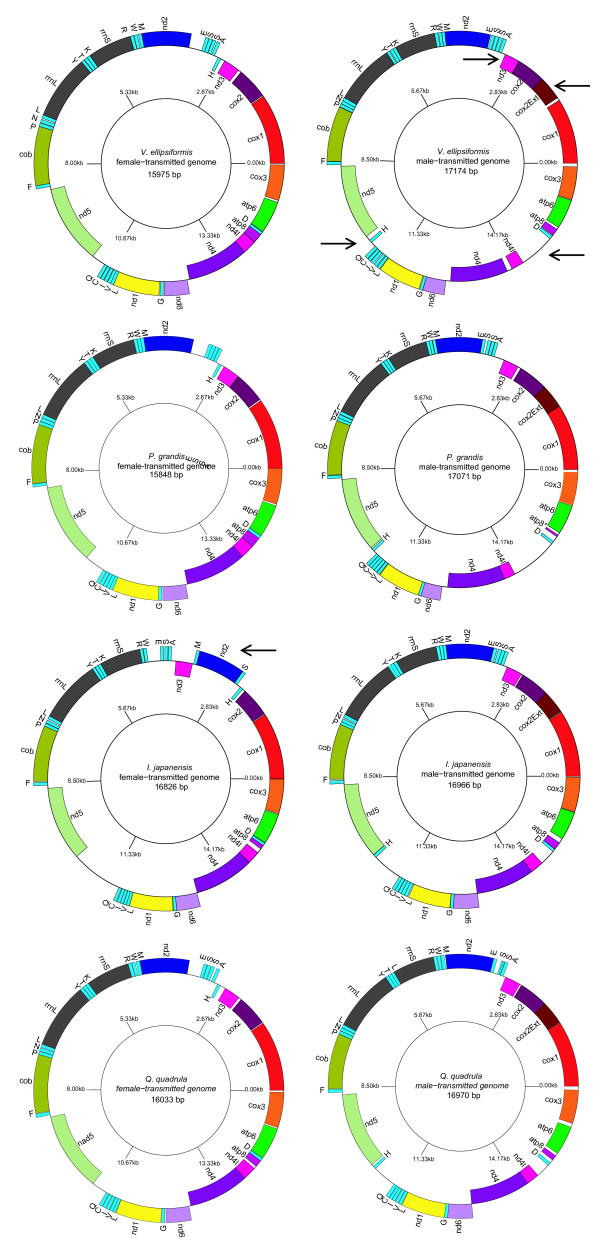 V. ellipsiformis
female-transmitted genome
15975 bp
0.00kb
2.67kb
5.33kb
8.00kb
10.67kb
13.33kb
cox1
cox2
nd3
H
A
S
S
E
nd2
M
W
R
rrnS
K
T
Y
rrnL
L
N
P
cob
F
nd5
Q
C
I
V
A
L
nd1
G
nd6
nd4
nd4l
atp8
D
atp6
cox3
V. ellipsiformis
male-transmitted genome
17174 bp
0.00kb
2.83kb
8.50kb
11.33kb
14.17kb
cox1
cox2Ext
cox2
nd3
A
S
S
E
nd2
M
W
R
rrnS
K
T
Y
rrnL
cob
F
nd5
H
nd1
G
nd6
nd4
nd4l
D
atp8
atp6
cox3
P. grandis
female-transmitted genome
15848 bp
0.00kb
2.67kb
5.33kb
8.00kb
10.67kb
13.33kb
cox1
cox2
nd3
H
nd2
M
W
R
rrnS
K
T
Y
rrnL
cob
F
nd5
nd1
G
nd6
nd4
nd4l
atp8
D
atp6
cox3
P. grandis
male-transmitted genome
17071 bp
0.00kb
2.83kb
5.67kb
8.50kb
11.33kb
14.17kb
cox1
cox2Ext
cox2
nd3
A
S
S
E
nd2
M
W
R
rrnS
K
T
Y
rrnL
cob
F
nd5
H
nd1
G
nd6
nd4
nd4l
D
atp8*
atp6
cox3
I. japanensis
female-transmitted genome
16826 bp
0.00kb
2.83kb
5.67kb
8.50kb
11.33kb
14.17kb
cox1
cox2
H
S
nd2
M
nd3
A
S
E
W
R
rrnS
K
T
Y
rrnL
cob
F
nd5
nd1
G
nd6
nd4
nd4l
atp8
D
atp6
cox3
I. japanensis
male-transmitted genome
16966 bp
0.00kb
2.83kb
5.67kb
8.50kb
11.33kb
14.17kb
cox1
cox2Ext
cox2
nd3
A
S
S
E
nd2
M
W
R
rrnS
K
T
Y
rrnL
cob
F
nd5
H
nd1
G
nd6
nd4
nd4l
D
atp8
atp6
cox3
Q. quadrula
female-transmitted genome
16033 bp
0.00kb
2.67kb
5.33kb
8.00kb
10.67kb
13.33kb
cox1
cox2
nd3
H
A
S
S
E
nd2
M
W
R
rrnS
K
T
Y
rrnL
cob
F
nad5
nd1
G
nd6
nd4
nd4l
atp8
D
atp6
cox3
Q. quadrula
male-transmitted genome
16970 bp
0.00kb
2.83kb
5.67kb
8.50kb
11.33kb
14.17kb
cox1
cox2Ext
cox2
nd3
A
S
S
E
nd2
M
W
R
rrnS
L
T
Y
rrnL
cob
F
nd5
H
nd1
G
nd6
nd4
nd4l
D
atp8
atp6
cox3